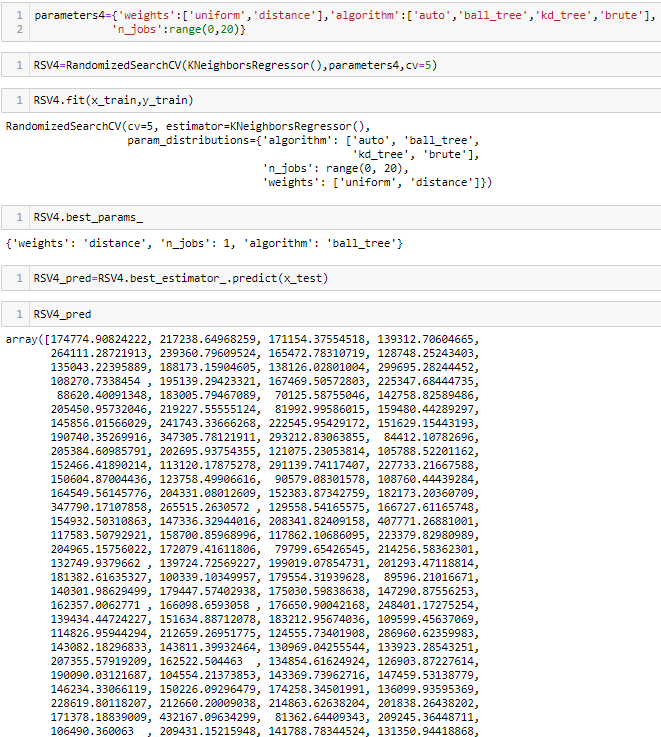 1 parameters4={'weights':['uniform','distance'],'algorithm':['auto','ball_tree','kd_tree','brute'],
2 'n_jobs':range(0,20)}
1 RSV4=RandomizedSearchCV(KNeighborsRegressor(),parameters4,cv=5)
1 RSV4.fit(x_train,y_train)
RandomizedSearchCV(cv=5, estimator=KNeighborsRegressor(),
param_distributions={'algorithm': ['auto', 'ball_tree',
'kd_tree', 'brute'],
'n_jobs': range(0, 20),
'weights': ['uniform', 'distance']})
1 RSV4.best_params_
{'weights': 'distance', 'n_jobs': 1, 'algorithm': 'ball_tree'}
1 RSV4_pred=RSV4.best_estimator_.predict(x_test)
1 RSV4_pred
array([174774.90824222, 217238.64968259, 171154.37554518, 139312.70604665,
264111.28721913, 239360.79609524, 165472.78310719, 128748.25243403,
135043.22395889, 188173.15904605, 138126.02801004, 299695.28244452,
108270.7338454 , 195139.29423321, 167469.50572803, 225347.68444735,
88620.40091348, 183005.79467089, 70125.58755046, 142758.82589486,
205450.95732046, 219227.55555124, 81992.99586015, 159480.44289297,
145856.01566029, 241743.33666268, 222545.95429172, 151629.15443193,
190740.35269916, 347305.78121911, 293212.83063855, 84412.10782696,
205384.60985791, 202695.93754355, 121075.23053814, 105788.52201162,
152466.41890214, 113120.17875278, 291139.74117407, 227733.21667588,
150604.87004436, 123758.49906616, 90579.08301578, 108760.44439284,
164549.56145776, 204331.08012609, 152383.87342759, 182173.20360709,
347790.17107858, 265515.2630572 , 129558.54165575, 166727.61165748,
154932.50310863, 147336.32944016, 208341.82409158, 407771.26881001,
117583.50792921, 158700.85968996, 117862.10686095, 223379.82980989,
204965.15756022, 172079.41611806, 79799.65426545, 214256.58362301,
132749.9379662 , 139724.72569227, 199019.07854731, 201293.47118814,
181382.61635327, 100339.10349957, 179554.31939628, 89596.21016671,
140301.98629499, 179447.57402938, 175030.59838638, 147290.87556253,
162357.0062771 , 166098.6593058 , 176650.90042168, 248401.17275254,
139434.44724227, 151634.88712078, 183212.95674036, 109599.45637069,
114826.95944294, 212659.26951775, 124555.73401908, 286960.62359983,
143082.18296833, 143811.39932464, 130969.04255544, 133923.28543251,
207355.57919209, 162522.504463 , 134854.61624924, 126903.87227614,
190090.03121687, 104554.21373853, 143369.73962716, 147459.53138779,
146234.33066119, 150226.09296479, 174258.34501991, 136099.93595369,
228619.80118207, 212660.20009038, 214863.62638204, 201838.26438202,
171378.18839009, 432167.09634299, 81362.64409343, 209245.36448711,
106490.360063 , 209431.15215948, 141788.78344524, 131350.94418868,